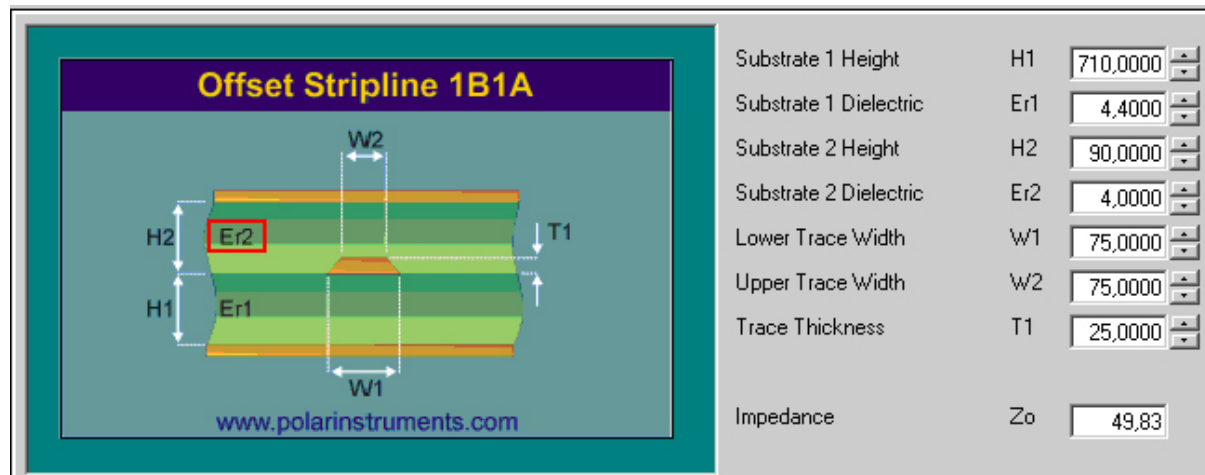 Offset Stripline 1B1A
W2
H2
Er2
T1
H1
Er1
W1
www.polarinstruments.com
Substrate 1 Height H1 710,0000
Substrate 1 Dielectric Er1 4,4000
Substrate 2 Height H2 90,0000
Substrate 2 Dielectric Er2 4,0000
Lower Trace Width W1 75,0000
Upper Trace Width W2 75,0000
Trace Thickness T1 25,0000
Impedance Zo 49,83